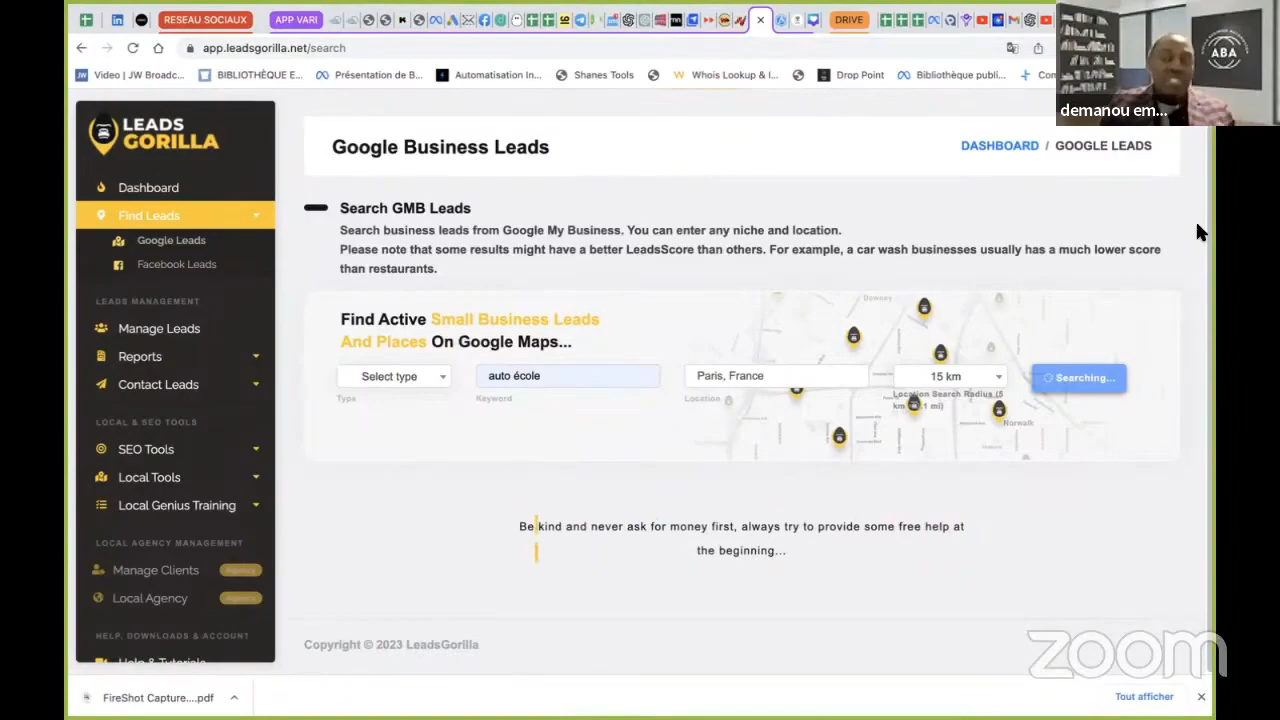 RESEAU SOCIAUX
APP VARI
DRIVE
app.leadsgorilla.net/search
Video | JW Broadc...
BIBLIOTHÈQUE E...
Présentation de B...
Automatisation In...
Shanes Tools
Whois Lookup & I...
Drop Point
Bibliothèque publi...
ABA
demanou em...
LEADS
GORILLA
Dashboard
Find Leads
Google Leads
Facebook Leads
LEADS MANAGEMENT
Manage Leads
Reports
Contact Leads
LOCAL & SEO TOOLS
SEO Tools
Local Tools
Local Genius Training
LOCAL AGENCY MANAGEMENT
Manage Clients
Agency
Local Agency
Agency
HELP, DOWNLOADS & ACCOUNT
Help & Tutorials
Google Business Leads
DASHBOARD / GOOGLE LEADS
Search GMB Leads
Search business leads from Google My Business. You can enter any niche and location.
Please note that some results might have a better LeadsScore than others. For example, a car wash businesses usually has a much lower score
than restaurants.
Find Active Small Business Leads
And Places On Google Maps...
Downey
Norwalk
Select type
auto école
Paris, France
15 km
Searching...
Type
Keyword
Location
Location Search Radius (5
Be kind and never ask for money first, always try to provide some free help at
the beginning...
Copyright © 2023 LeadsGorilla
zoom
FireShot Capture....pdf
Tout afficher